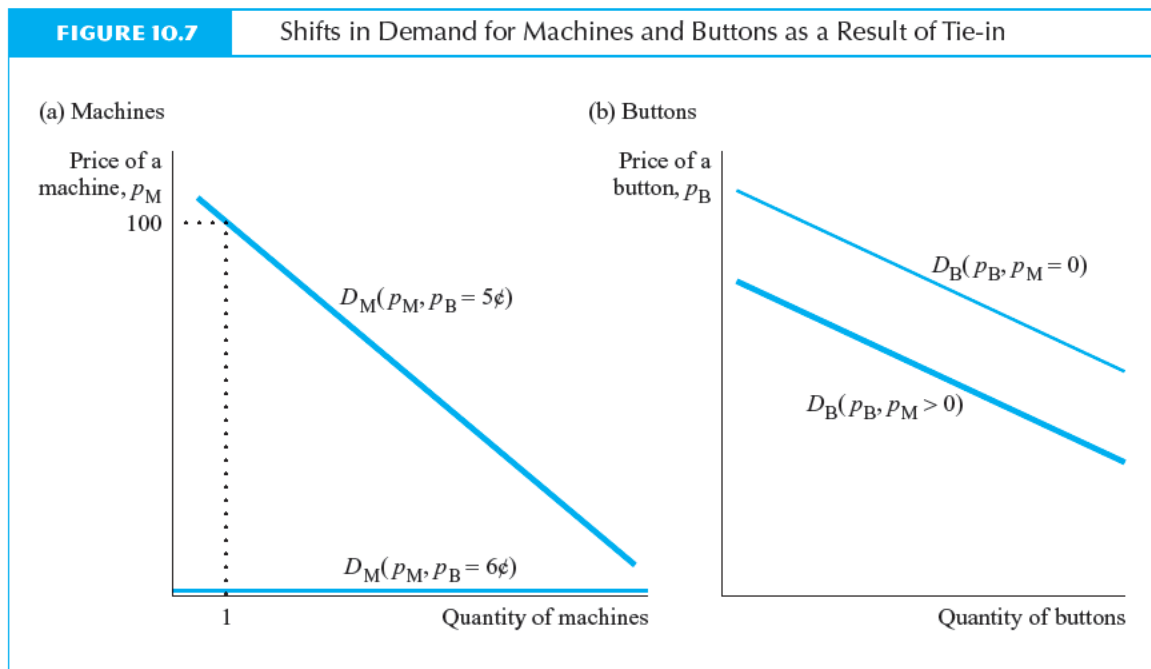 FIGURE 10.7
Shifts in Demand for Machines and Buttons as a Result of Tie-in
(a) Machines
Price of a
machine, pM
100
DM(pM, pB = 5¢)
DM(pM, pB = 6¢)
1
Quantity of machines
(b) Buttons
Price of a
button, pB
DB(pB, pM = 0)
DB(pB, pM > 0)
Quantity of buttons